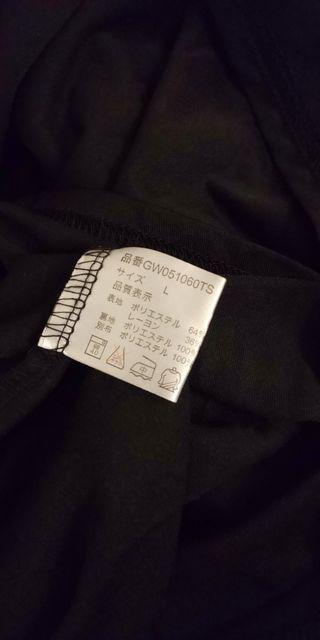 品番GW051060TS
サイズ L
品質表示
表地 ポリエステル 64%
レーヨン 36%
裏地 ポリエステル 100%
別布 ポリエステル 100%
中